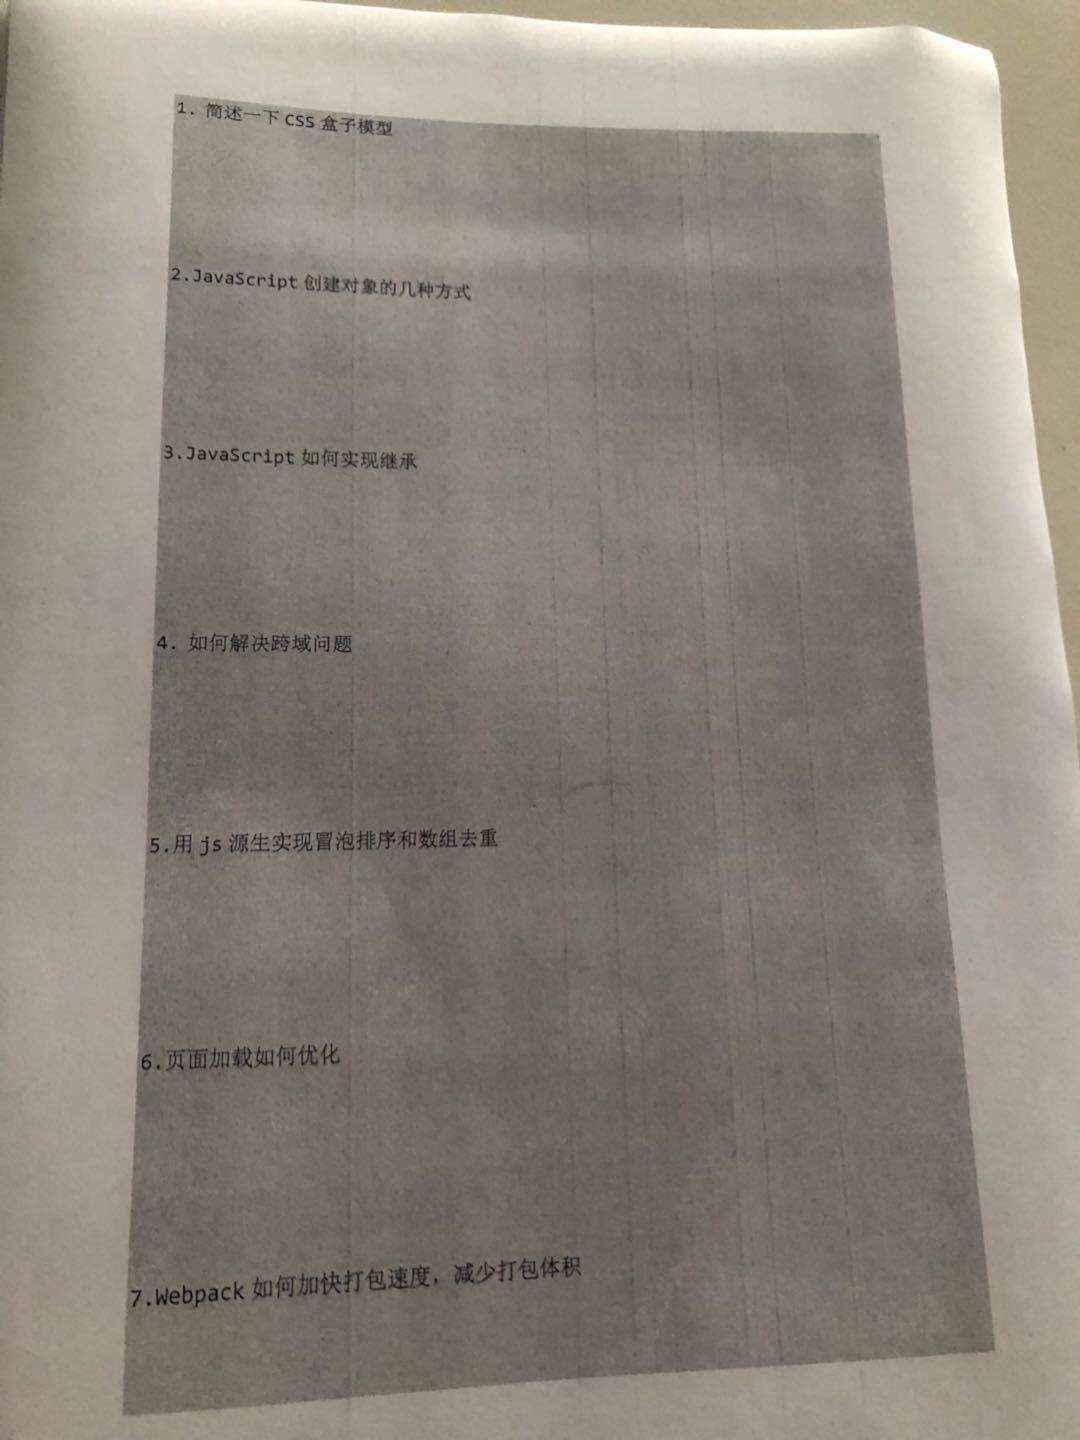 1. 简述一下 CSS 盒子模型
2.JavaScript 创建对象的几种方式
3.JavaScript 如何实现继承
4. 如何解决跨域问题
5.用 js 源生实现冒泡排序和数组去重
6.页面加载如何优化
7.Webpack 如何加快打包速度，减少打包体积